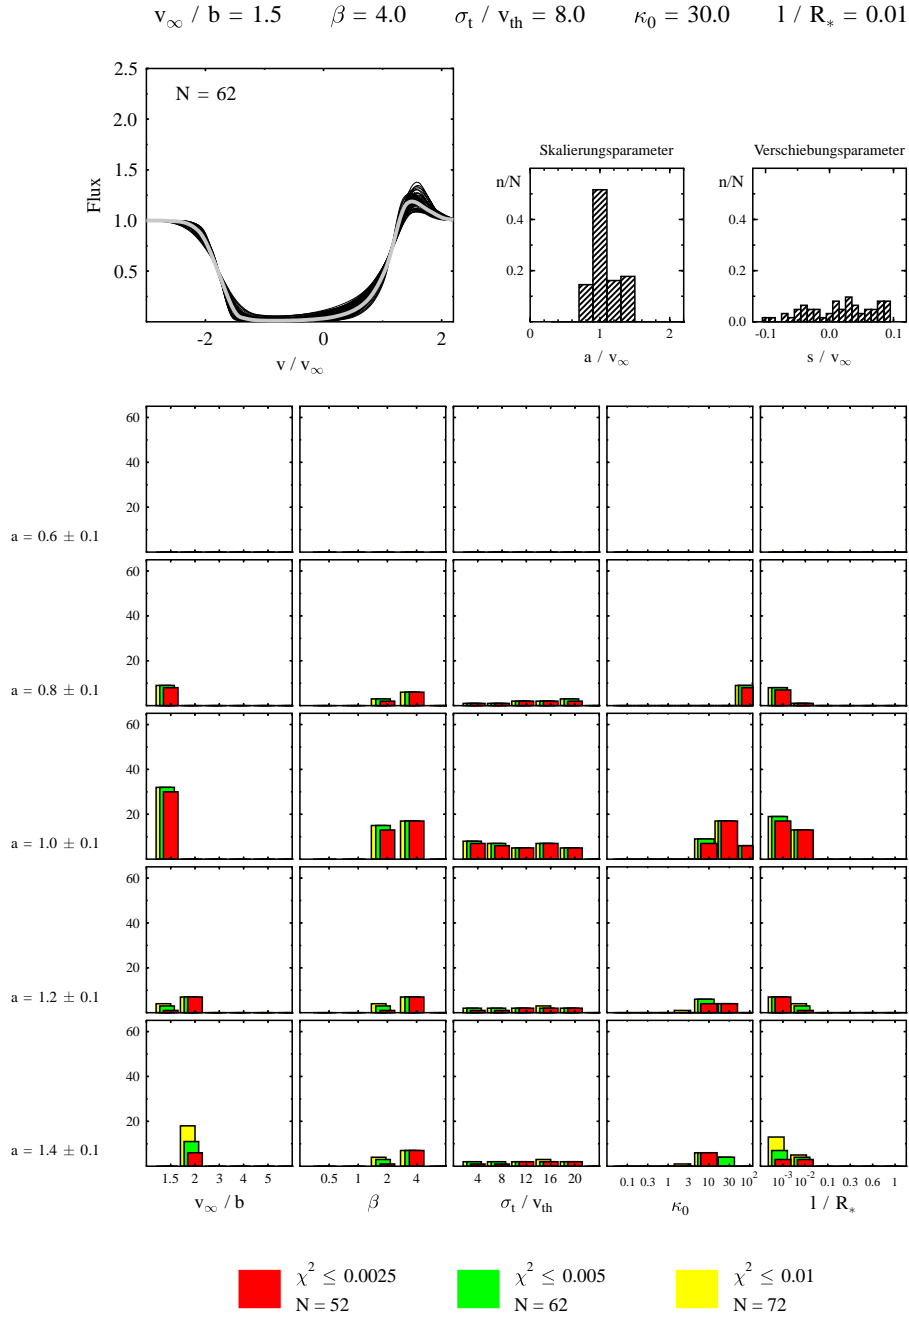 v∞ / b = 1.5 β = 4.0 σt / vth = 8.0 κ0 = 30.0 l / R* = 0.01
2.5
2.0
1.5
1.0
0.5
N = 62
Flux
-2 0 2
v / v∞
Skalierungsparameter
n/N
0.4
0.2
0 1 2
a / v∞
Verschiebungsparameter
n/N
0.4
0.2
0.0
-0.1 0.0 0.1
s / v∞
60
40
20
a = 0.6 ± 0.1
60
40
20
a = 0.8 ± 0.1
60
40
20
a = 1.0 ± 0.1
60
40
20
a = 1.2 ± 0.1
60
40
20
a = 1.4 ± 0.1
1.5 2 3 4 5
v∞ / b
0.5 1 2 4
β
4 8 12 16 20
σt / vth
0.1 0.3 1 3 10 30 10²
κ0
10⁻³ 10⁻² 0.1 0.3 0.6 1
l / R*
χ² ≤ 0.0025
N = 52
χ² ≤ 0.005
N = 62
χ² ≤ 0.01
N = 72